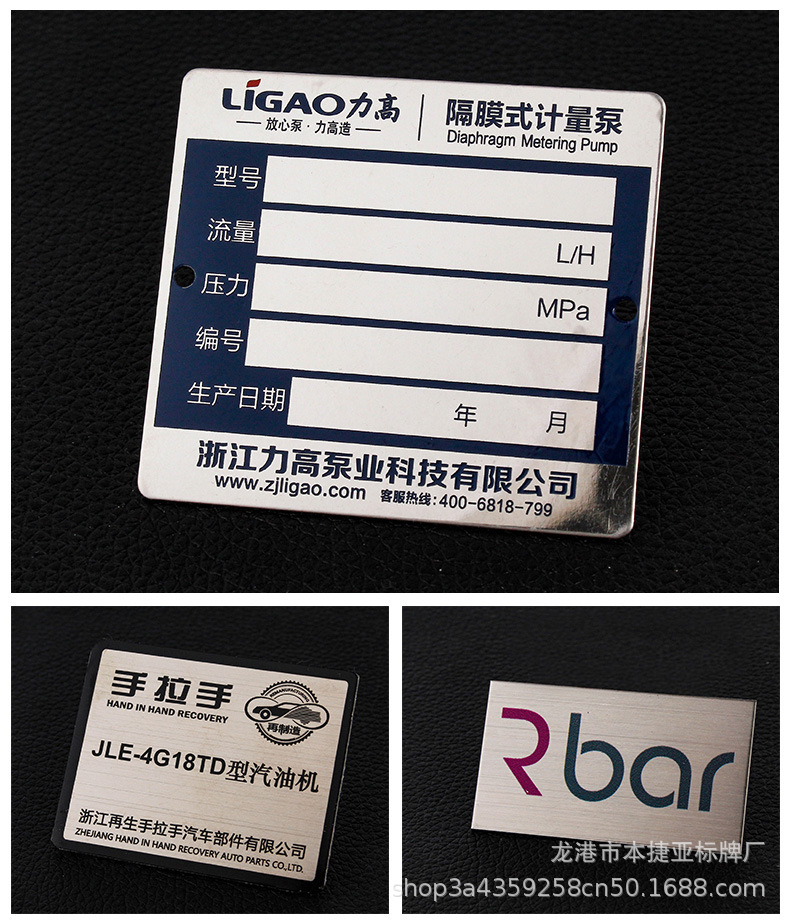 LiGAO力高
放心泵·力高造
隔膜式计量泵
Diaphragm Metering Pump
型号
流量 L/H
压力 MPa
编号
生产日期 年 月
浙江力高泵业科技有限公司
www.zjligao.com 客服热线:400-6818-799
手拉手
HAND IN HAND RECOVERY
REMANUFACTURING
再制造
JLE-4G18TD型汽油机
浙江再生手拉手汽车部件有限公司
ZHEJIANG HAND IN HAND RECOVERY AUTO PARTS CO.,LTD.
Rbar
龙港市本捷亚标牌厂
shop3a4359258cn50.1688.com